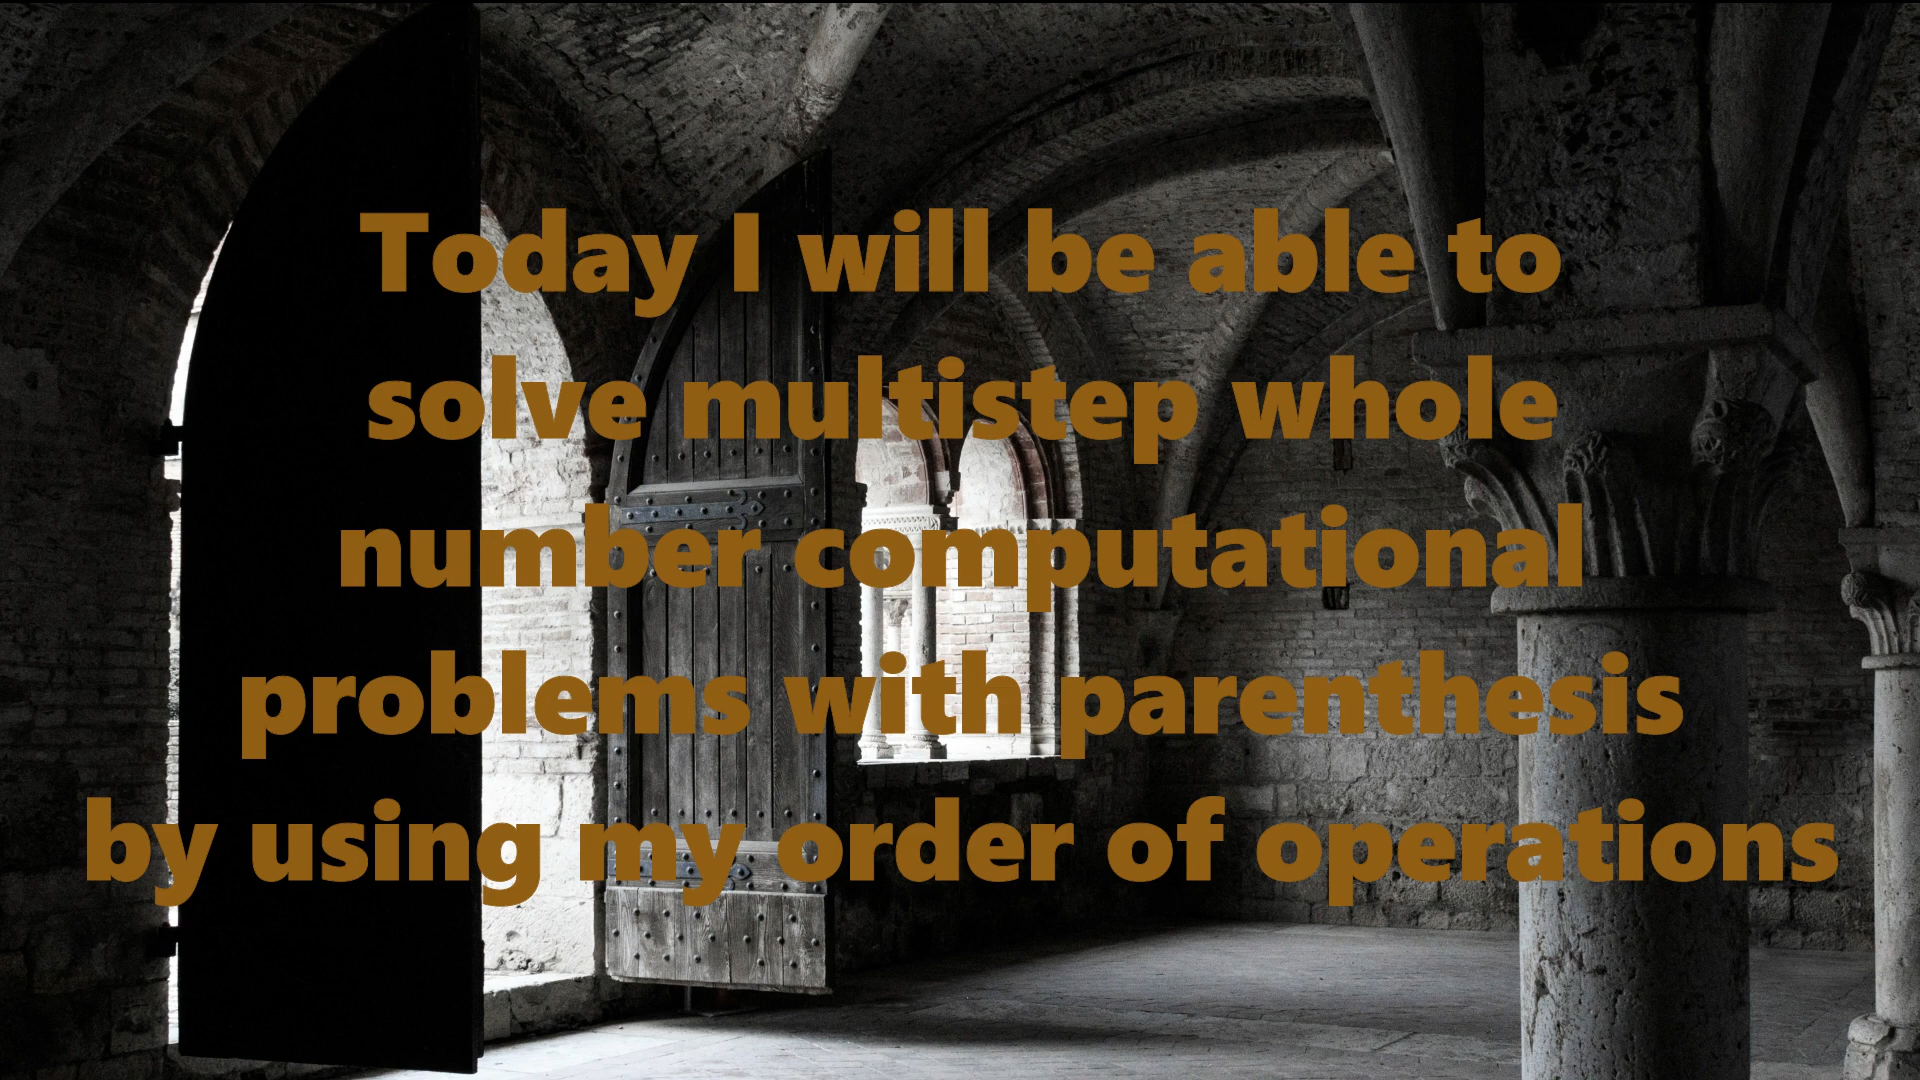 Today I will be able to
solve multistep whole
number computational
problems with parenthesis
by using my order of operations